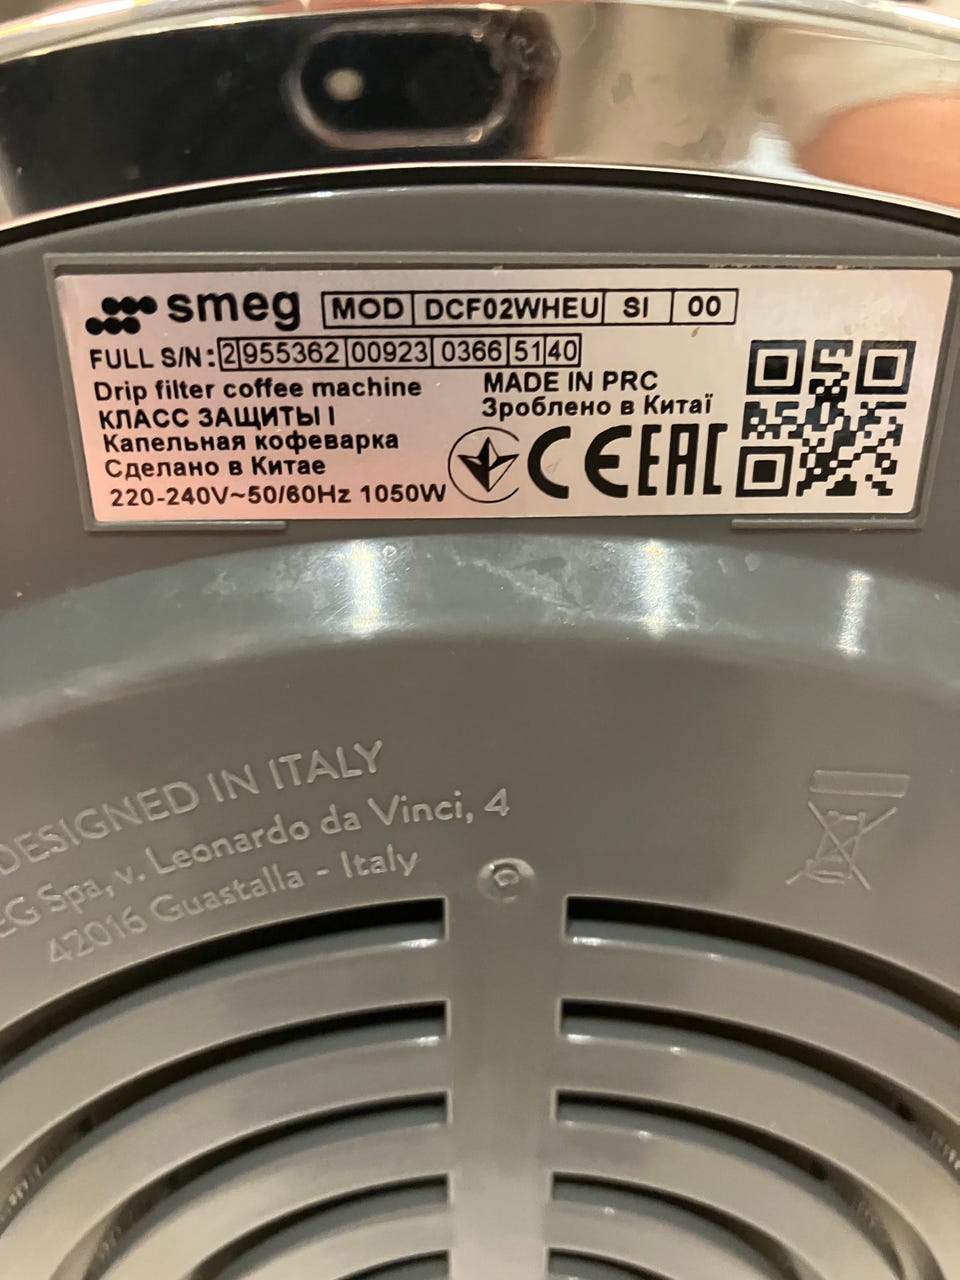 smeg MOD DCF02WHEU SI 00
FULL S/N: 2 955362 00923 0366 51 40
Drip filter coffee machine
КЛАСС ЗАЩИТЫ I
Капельная кофеварка
Сделано в Китае
220-240V~50/60Hz 1050W
MADE IN PRC
Зроблено в Китаї
CE EAC
DESIGNED IN ITALY
EG Spa, v. Leonardo da Vinci, 4
42016 Guastalla - Italy